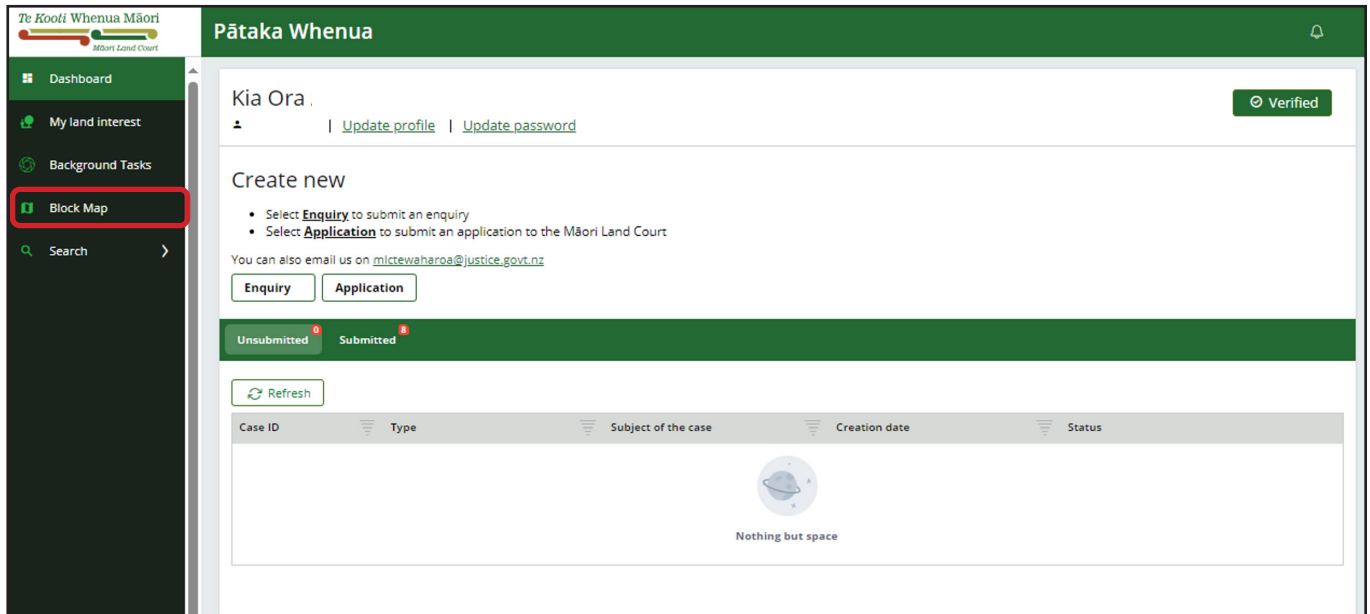 Te Kooti Whenua Māori
Māori Land Court
Pātaka Whenua
Dashboard
My land interest
Background Tasks
Block Map
Search
Kia Ora
Verified
| Update profile | Update password
Create new
• Select Enquiry to submit an enquiry
• Select Application to submit an application to the Māori Land Court
You can also email us on mlctewaharoa@justice.govt.nz
Enquiry Application
Unsubmitted 0 Submitted 8
Refresh
Case ID Type Subject of the case Creation date Status
Nothing but space